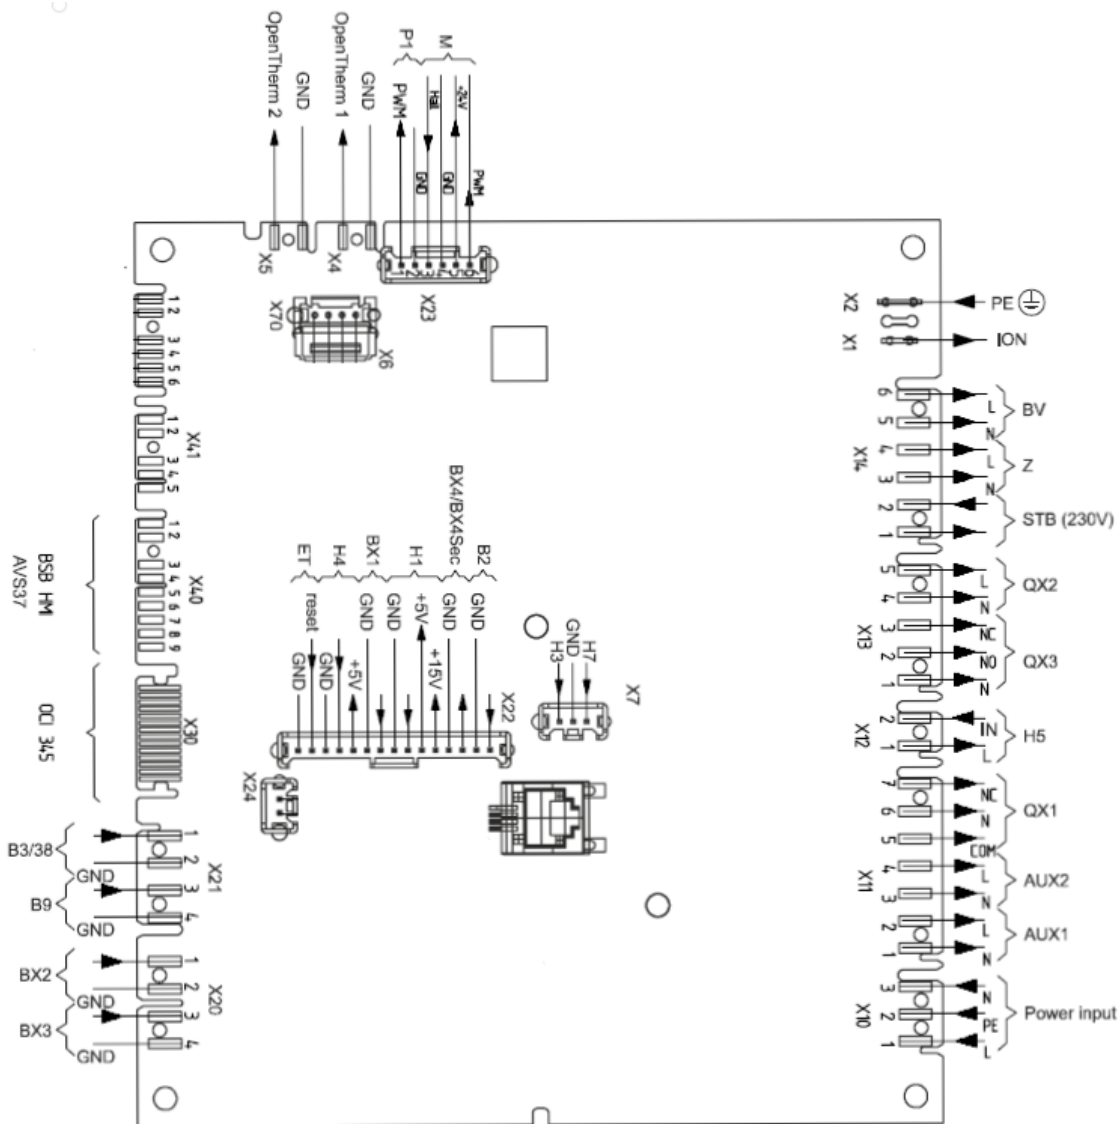 OpenTherm 2
GND
OpenTherm 1
GND
P1
M
PWM
Hall
+24V
GND
GND
PWM
X5
X4
1 2 3 4 5 6
X23
X70
X6
X2
PE
X1
ION
1 2
3 4 5 6
1 2
3 4 5
X41
1 2
3 4 5 6 7 8 9
X40
BSB HMI
AVS37
X30
OCI 345
6
L
BV
5
N
4
L
Z
3
N
X14
2
STB (230V)
1
5
L
QX2
4
N
3
NC
X13
2
NO
QX3
1
N
2
IN
X12
H5
1
L
7
NC
6
N
QX1
5
COM
4
L
X11
AUX2
3
N
2
L
AUX1
1
N
3
N
X10
2
PE
Power input
1
L
ET
H4
BX1
H1
BX4/BX4Sec
B2
reset
GND
GND
+5V
GND
GND
+5V
+15V
GND
GND
X22
H3
GND
H7
X7
X24
1
B3/38
2
GND
X21
3
B9
4
GND
1
BX2
2
GND
X20
3
BX3
4
GND